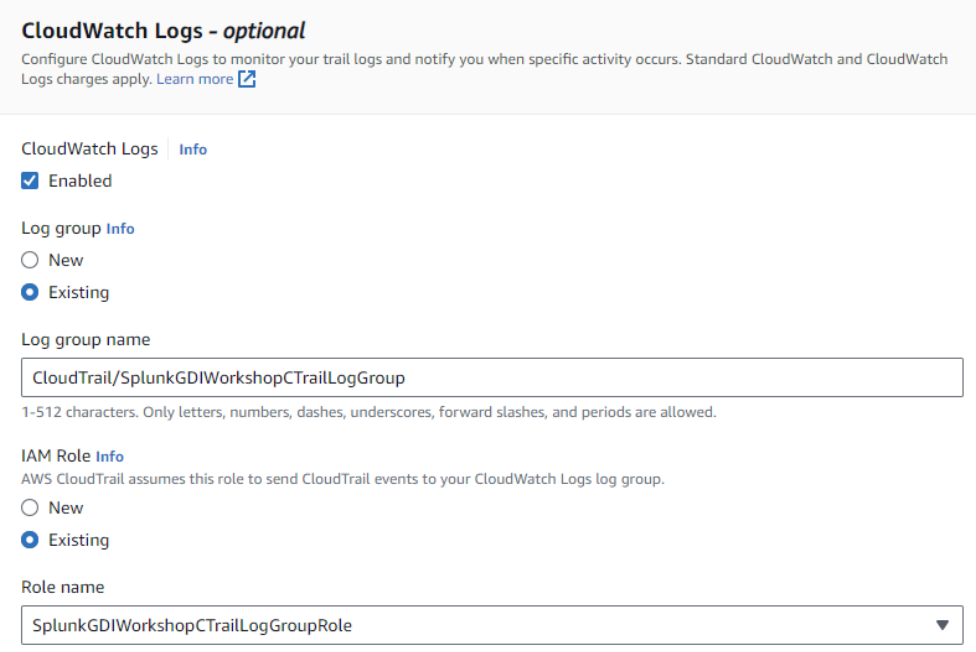 CloudWatch Logs - optional
Configure CloudWatch Logs to monitor your trail logs and notify you when specific activity occurs. Standard CloudWatch and CloudWatch
Logs charges apply. Learn more
CloudWatch Logs Info
Enabled
Log group Info
New
Existing
Log group name
CloudTrail/SplunkGDIWorkshopCTrailLogGroup
1-512 characters. Only letters, numbers, dashes, underscores, forward slashes, and periods are allowed.
IAM Role Info
AWS CloudTrail assumes this role to send CloudTrail events to your CloudWatch Logs log group.
New
Existing
Role name
SplunkGDIWorkshopCTrailLogGroupRole